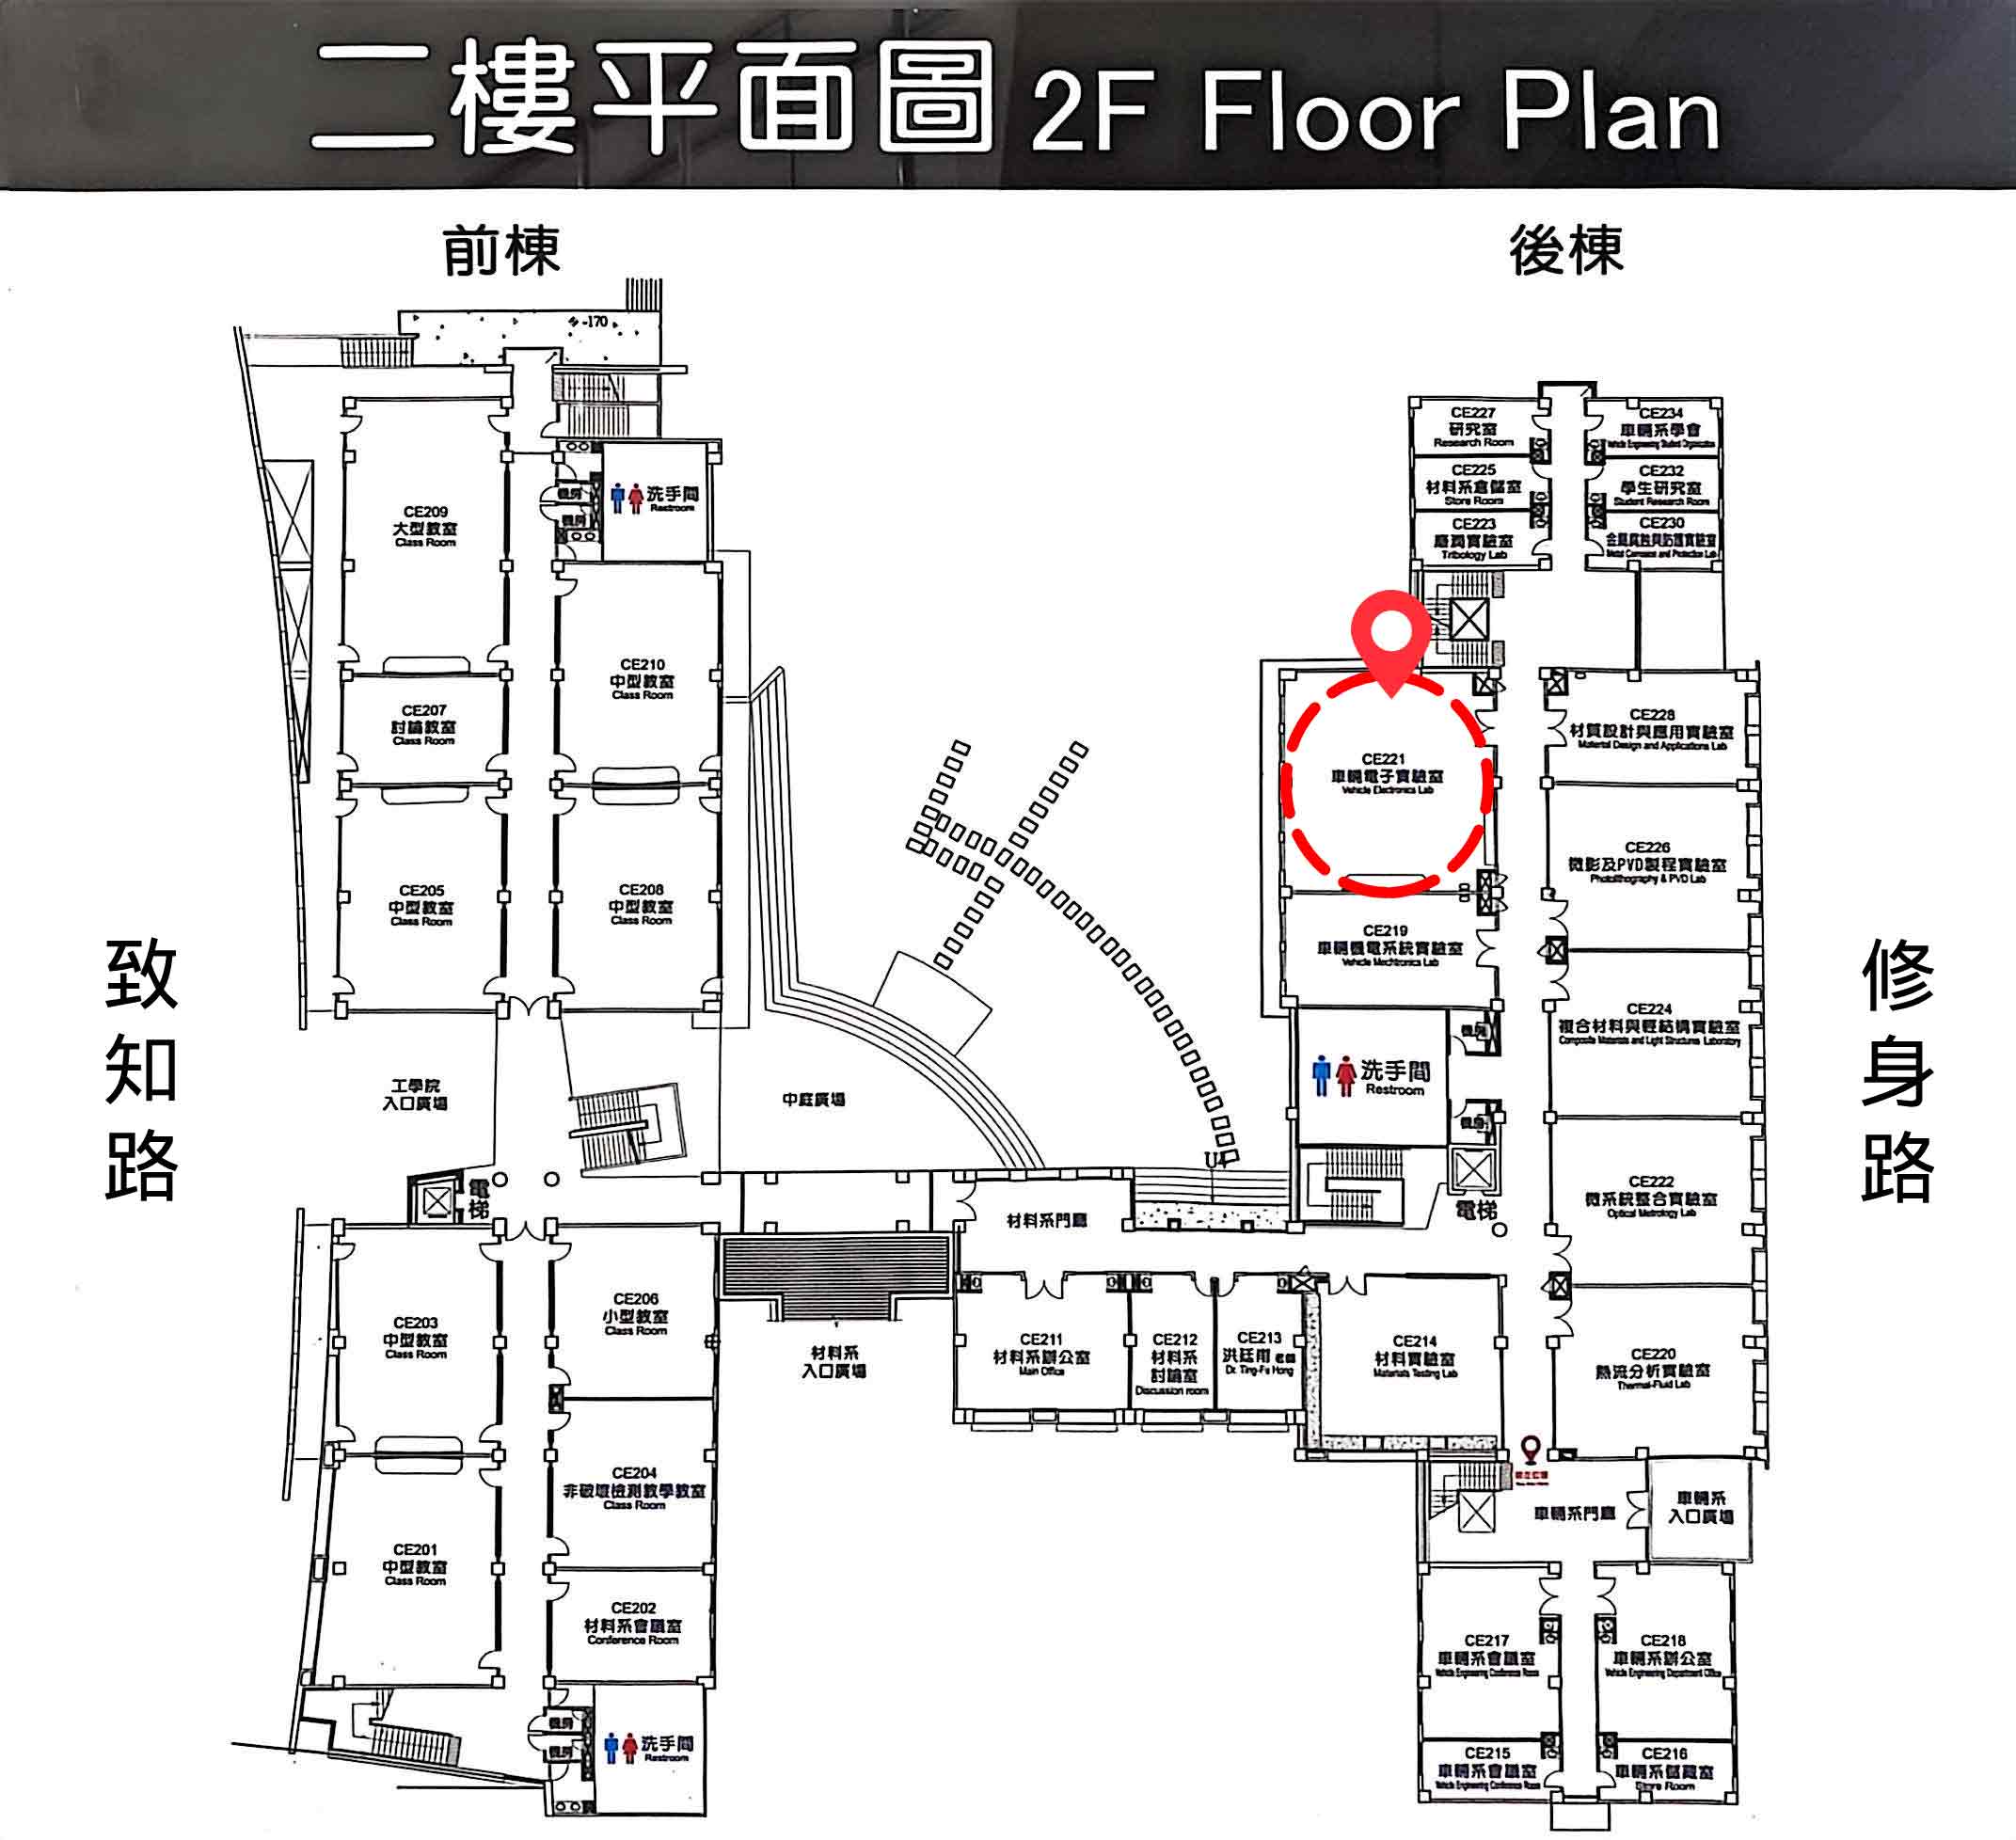 二樓平面圖 2F Floor Plan
前棟
後棟
-170
洗手間
Restroom
機房
機房
CE209
大型教室
Class Room
CE210
中型教室
Class Room
CE207
討論教室
Class Room
CE205
中型教室
Class Room
CE208
中型教室
Class Room
致知路
工學院
入口廣場
中庭廣場
電梯
CE203
中型教室
Class Room
CE206
小型教室
Class Room
CE204
非破壞檢測教學教室
Class Room
CE201
中型教室
Class Room
CE202
材料系會議室
Conference Room
機房
機房
洗手間
Restroom
材料系
入口廣場
材料系門廳
CE211
材料系辦公室
Main Office
CE212
材料系
討論室
Discussion room
CE213
洪廷甫 老師
Dr. Ting-Fu Hong
CE214
材料實驗室
Materials Testing Lab
CE227
研究室
Research Room
CE234
車輛系學會
Vehicle Engineering Student Organization
CE225
材料系倉儲室
Store Room
CE232
學生研究室
Student Research Room
CE223
磨潤實驗室
Tribology Lab
CE230
金屬腐蝕與防護實驗室
Metal Corrosion and Protection Lab
CE221
車輛電子實驗室
Vehicle Electronics Lab
CE228
材質設計與應用實驗室
Material Design and Applications Lab
CE226
微影及PVD製程實驗室
Photolithography & PVD Lab
CE219
車輛機電系統實驗室
Vehicle Mechtronics Lab
CE224
複合材料與輕結構實驗室
Composite Materials and Light Structures Laboratory
機房
洗手間
Restroom
機房
電梯
CE222
微系統整合實驗室
Optical Metrology Lab
CE220
熱流分析實驗室
Thermal-Fluid Lab
修身路
車輛系門廳
車輛系
入口廣場
CE217
車輛系會議室
Vehicle Engineering Conference Room
CE218
車輛系辦公室
Vehicle Engineering Department Office
CE215
車輛系會議室
Vehicle Engineering Conference Room
CE216
車輛系儲藏室
Store Room